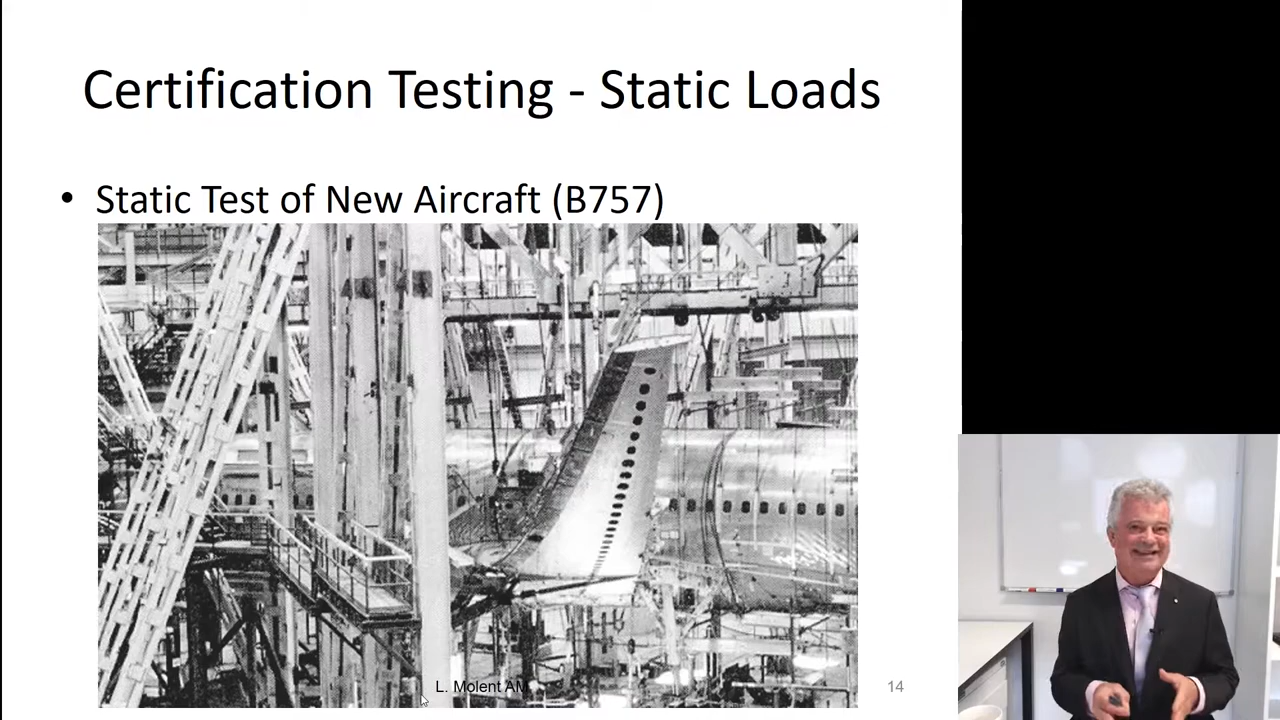 Certification Testing - Static Loads
• Static Test of New Aircraft (B757)
L. Molent AM
14